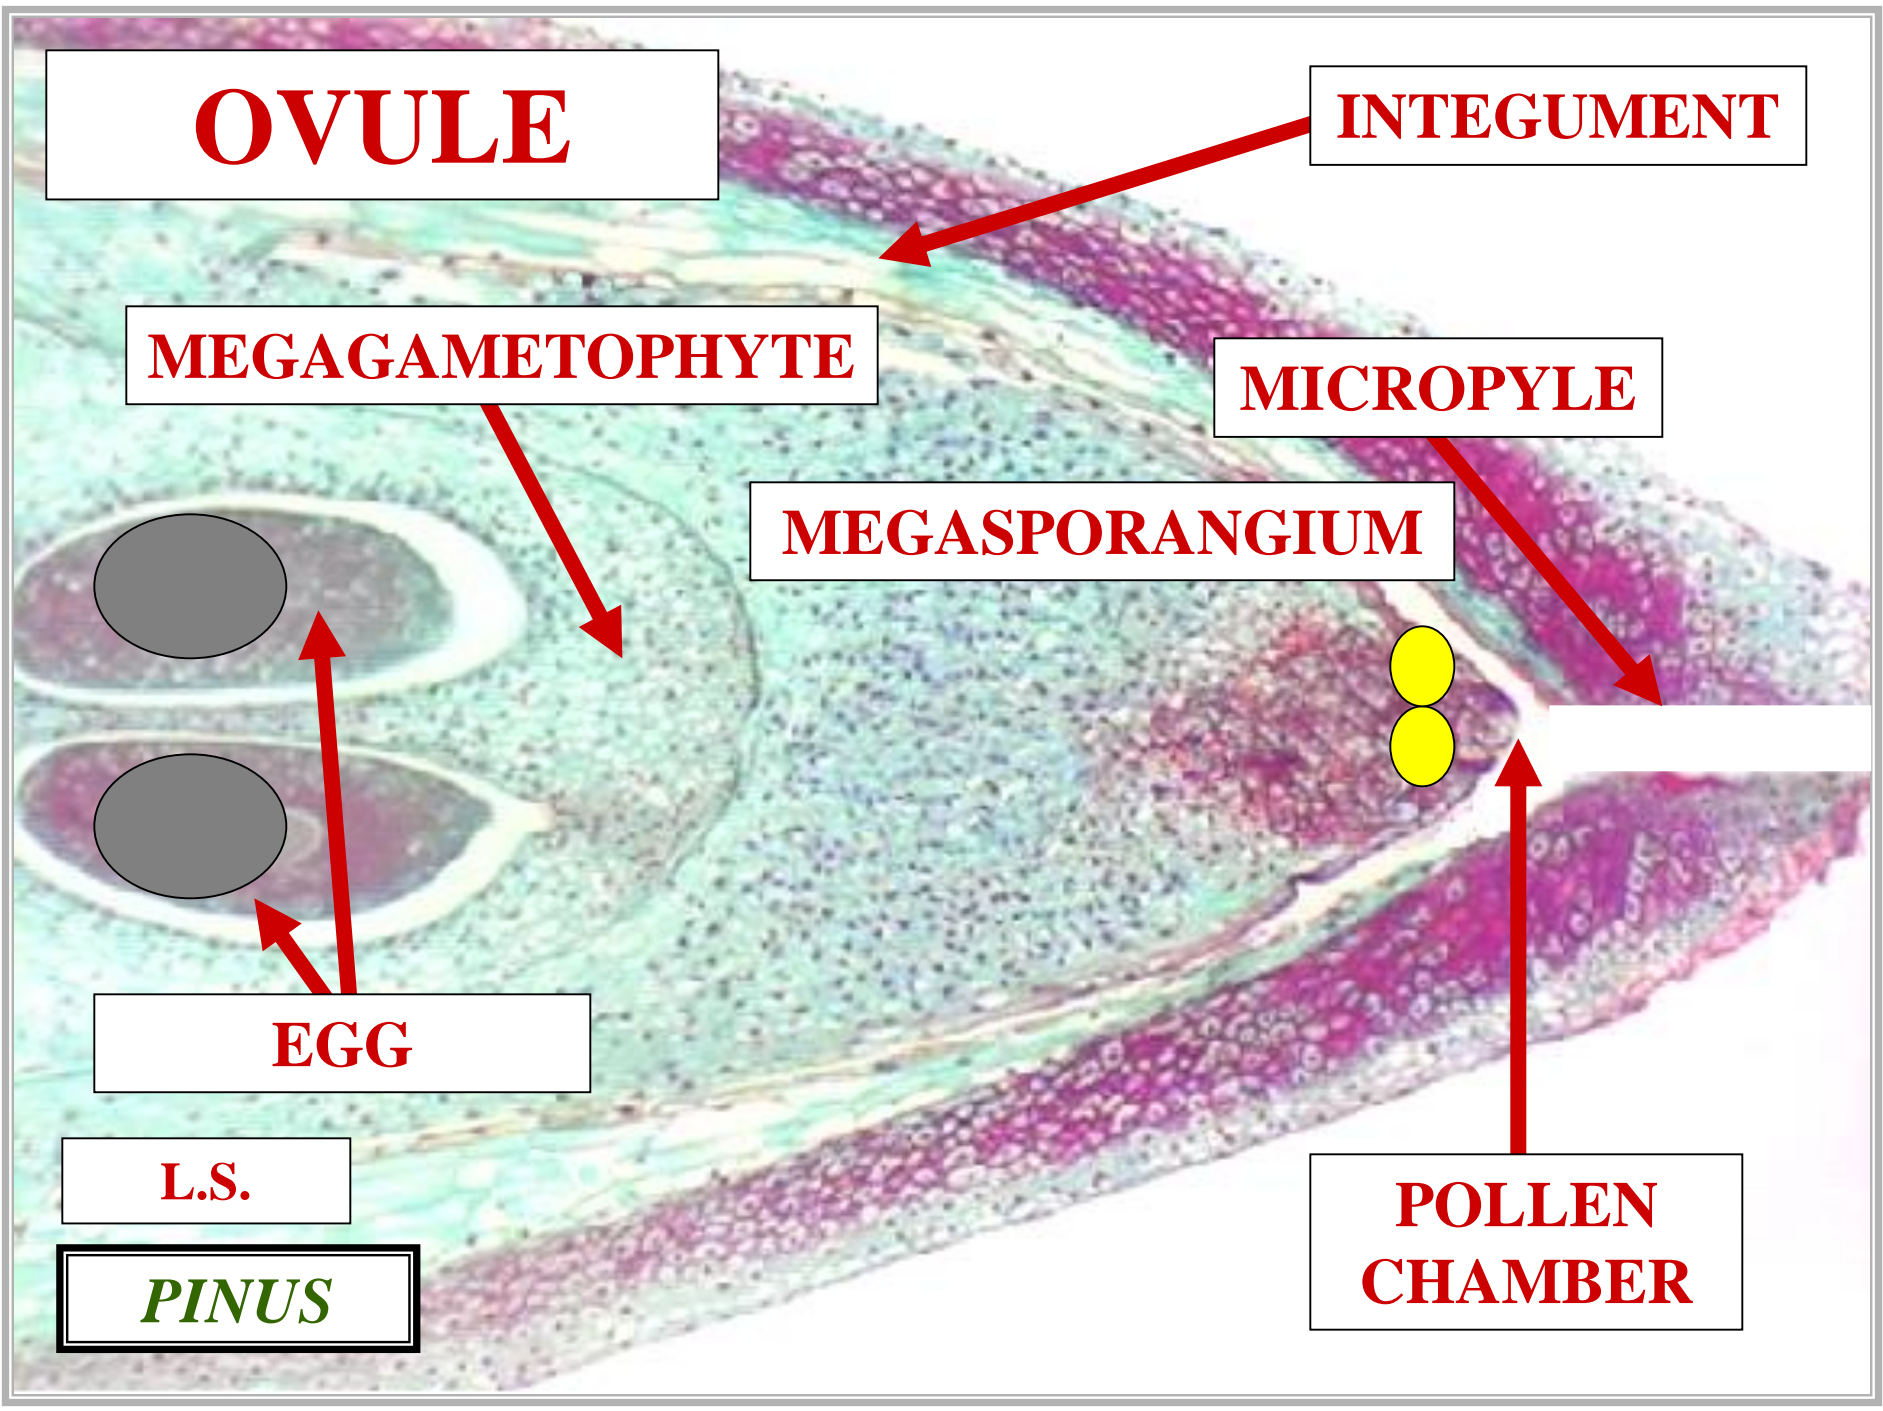 OVULE
INTEGUMENT
MEGAGAMETOPHYTE
MICROPYLE
MEGASPORANGIUM
EGG
L.S.
PINUS
POLLEN
CHAMBER